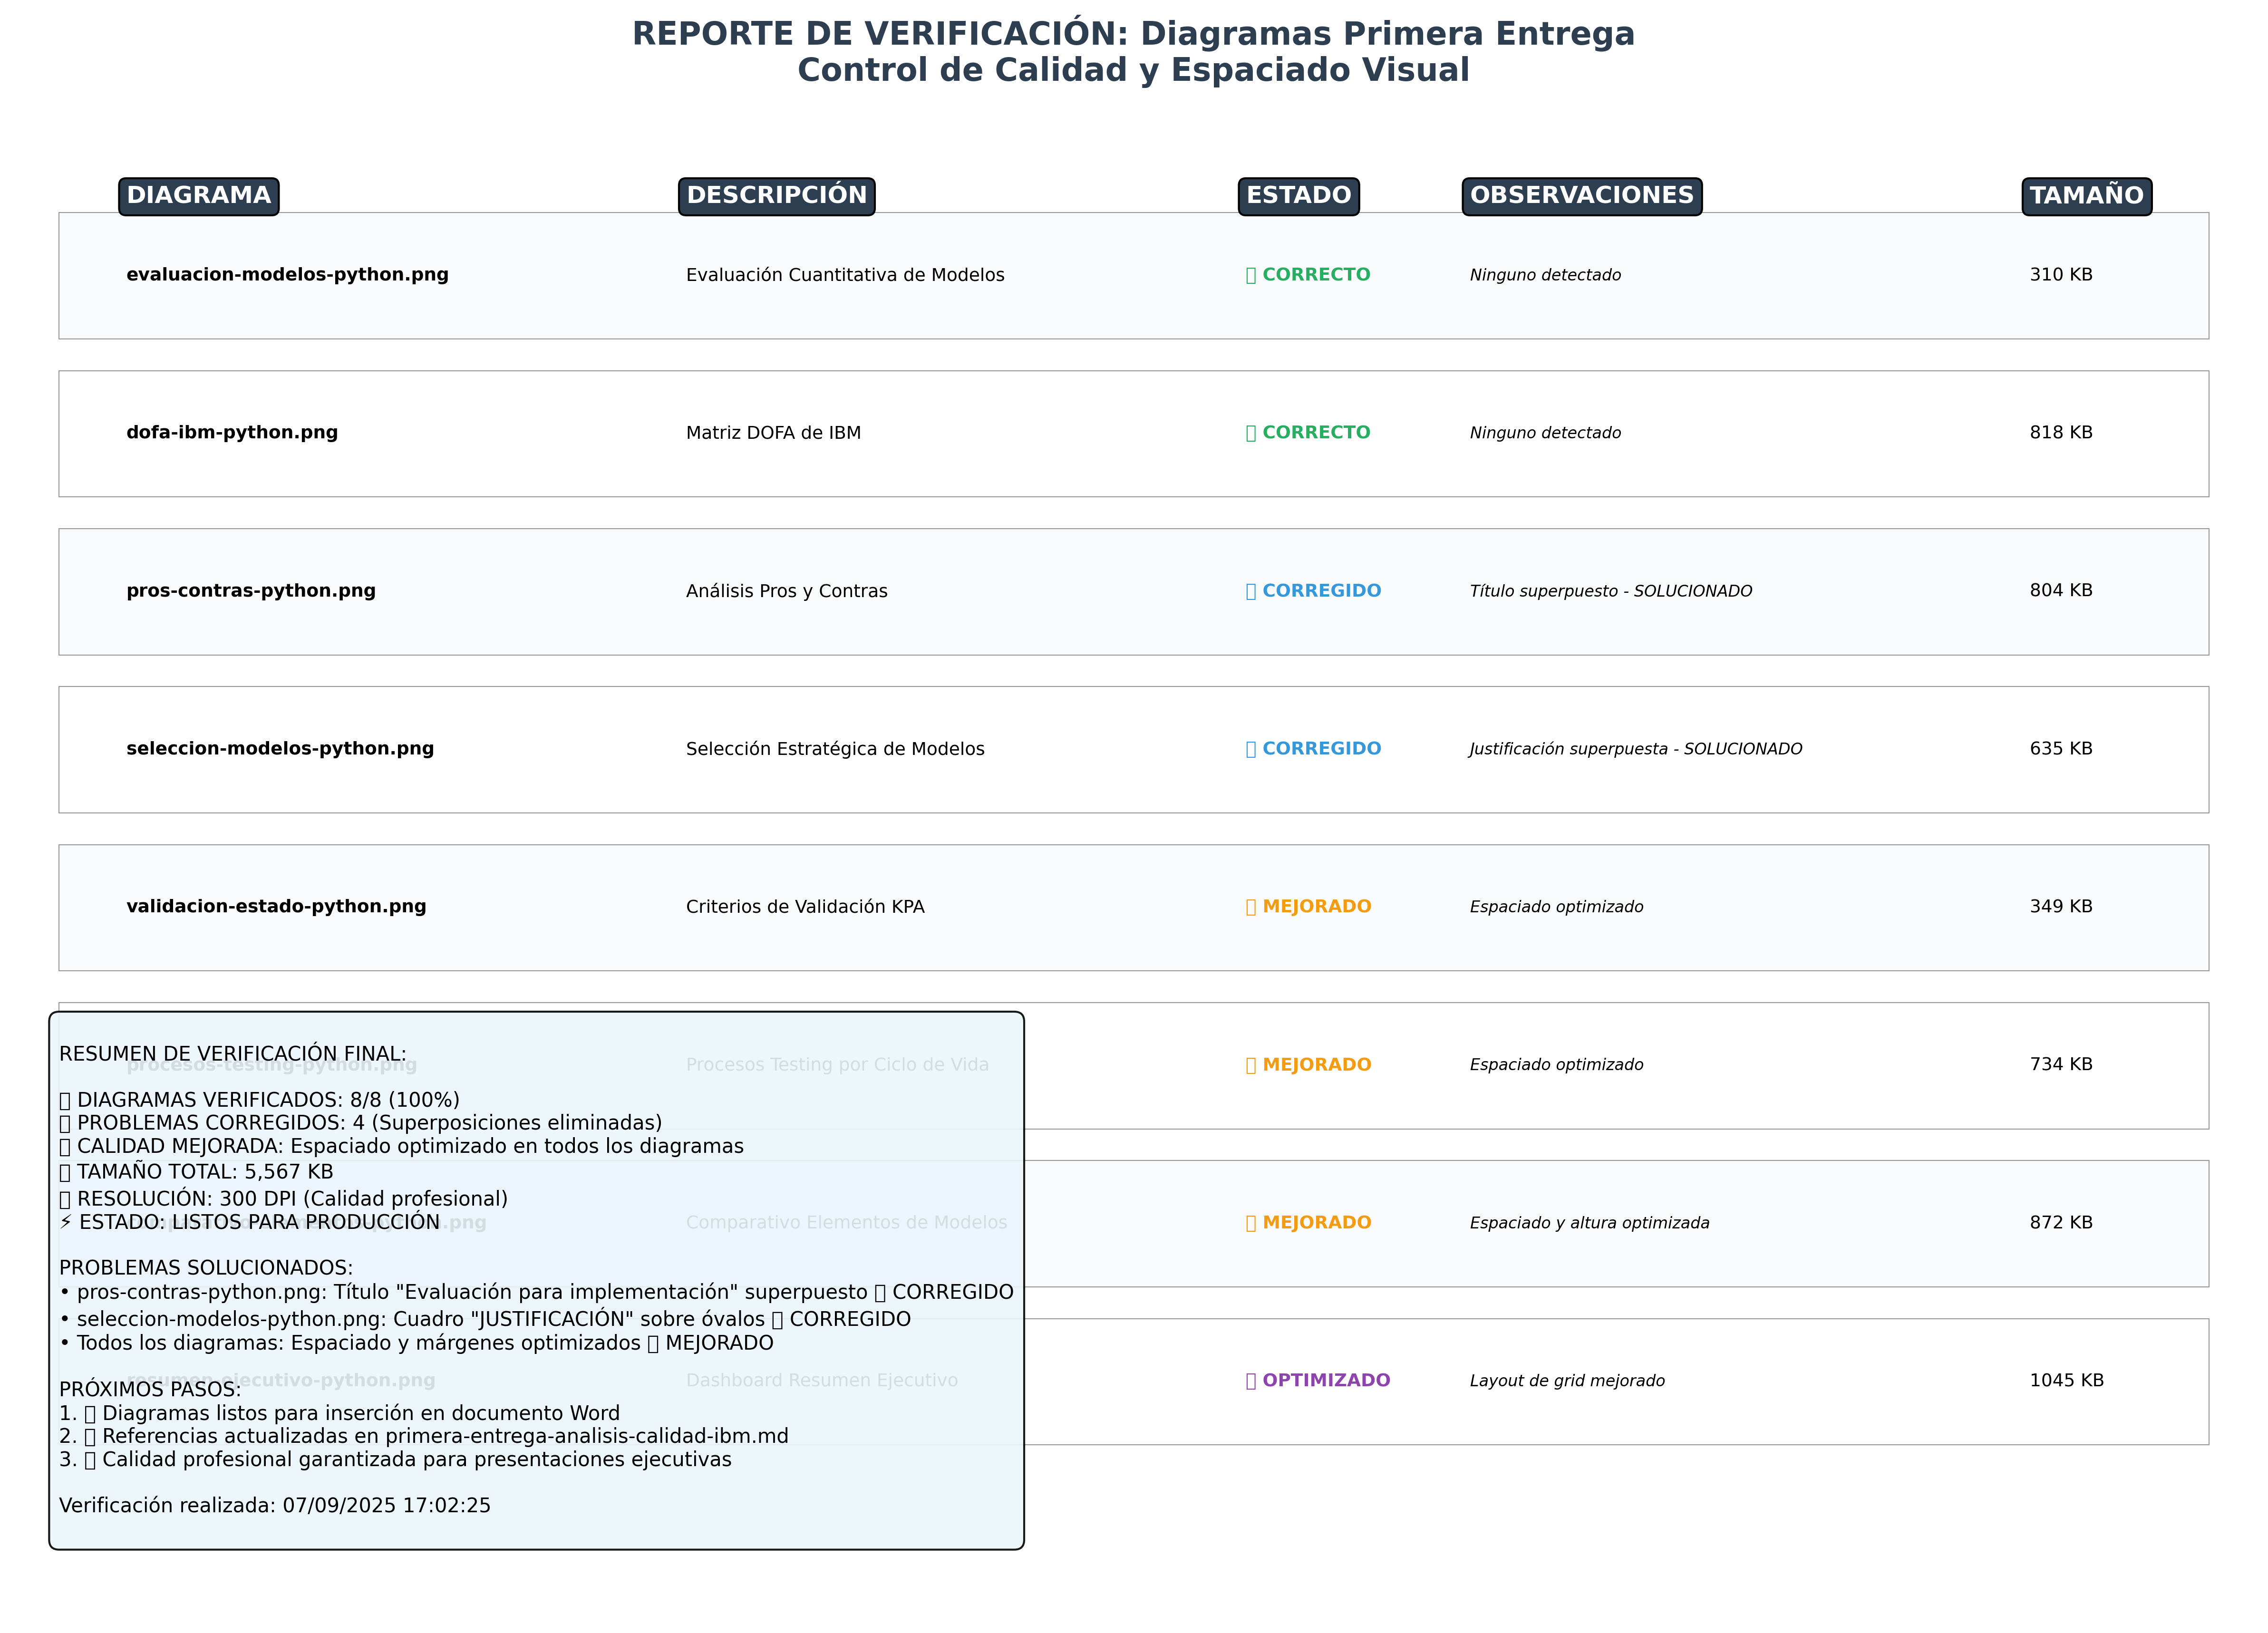 REPORTE DE VERIFICACIÓN: Diagramas Primera Entrega
Control de Calidad y Espaciado Visual
DIAGRAMA DESCRIPCIÓN ESTADO OBSERVACIONES TAMAÑO
evaluacion-modelos-python.png Evaluación Cuantitativa de Modelos CORRECTO Ninguno detectado 310 KB
dofa-ibm-python.png Matriz DOFA de IBM CORRECTO Ninguno detectado 818 KB
pros-contras-python.png Análisis Pros y Contras CORREGIDO Título superpuesto - SOLUCIONADO 804 KB
seleccion-modelos-python.png Selección Estratégica de Modelos CORREGIDO Justificación superpuesta - SOLUCIONADO 635 KB
validacion-estado-python.png Criterios de Validación KPA MEJORADO Espaciado optimizado 349 KB
procesos-testing-python.png Procesos Testing por Ciclo de Vida MEJORADO Espaciado optimizado 734 KB
Comparativo Elementos de Modelos MEJORADO Espaciado y altura optimizada 872 KB
resumen-ejecutivo-python.png Dashboard Resumen Ejecutivo OPTIMIZADO Layout de grid mejorado 1045 KB
RESUMEN DE VERIFICACIÓN FINAL:
DIAGRAMAS VERIFICADOS: 8/8 (100%)
PROBLEMAS CORREGIDOS: 4 (Superposiciones eliminadas)
CALIDAD MEJORADA: Espaciado optimizado en todos los diagramas
TAMAÑO TOTAL: 5,567 KB
RESOLUCIÓN: 300 DPI (Calidad profesional)
⚡ ESTADO: LISTOS PARA PRODUCCIÓN
PROBLEMAS SOLUCIONADOS:
• pros-contras-python.png: Título "Evaluación para implementación" superpuesto CORREGIDO
• seleccion-modelos-python.png: Cuadro "JUSTIFICACIÓN" sobre óvalos CORREGIDO
• Todos los diagramas: Espaciado y márgenes optimizados MEJORADO
PRÓXIMOS PASOS:
1. Diagramas listos para inserción en documento Word
2. Referencias actualizadas en primera-entrega-analisis-calidad-ibm.md
3. Calidad profesional garantizada para presentaciones ejecutivas
Verificación realizada: 07/09/2025 17:02:25